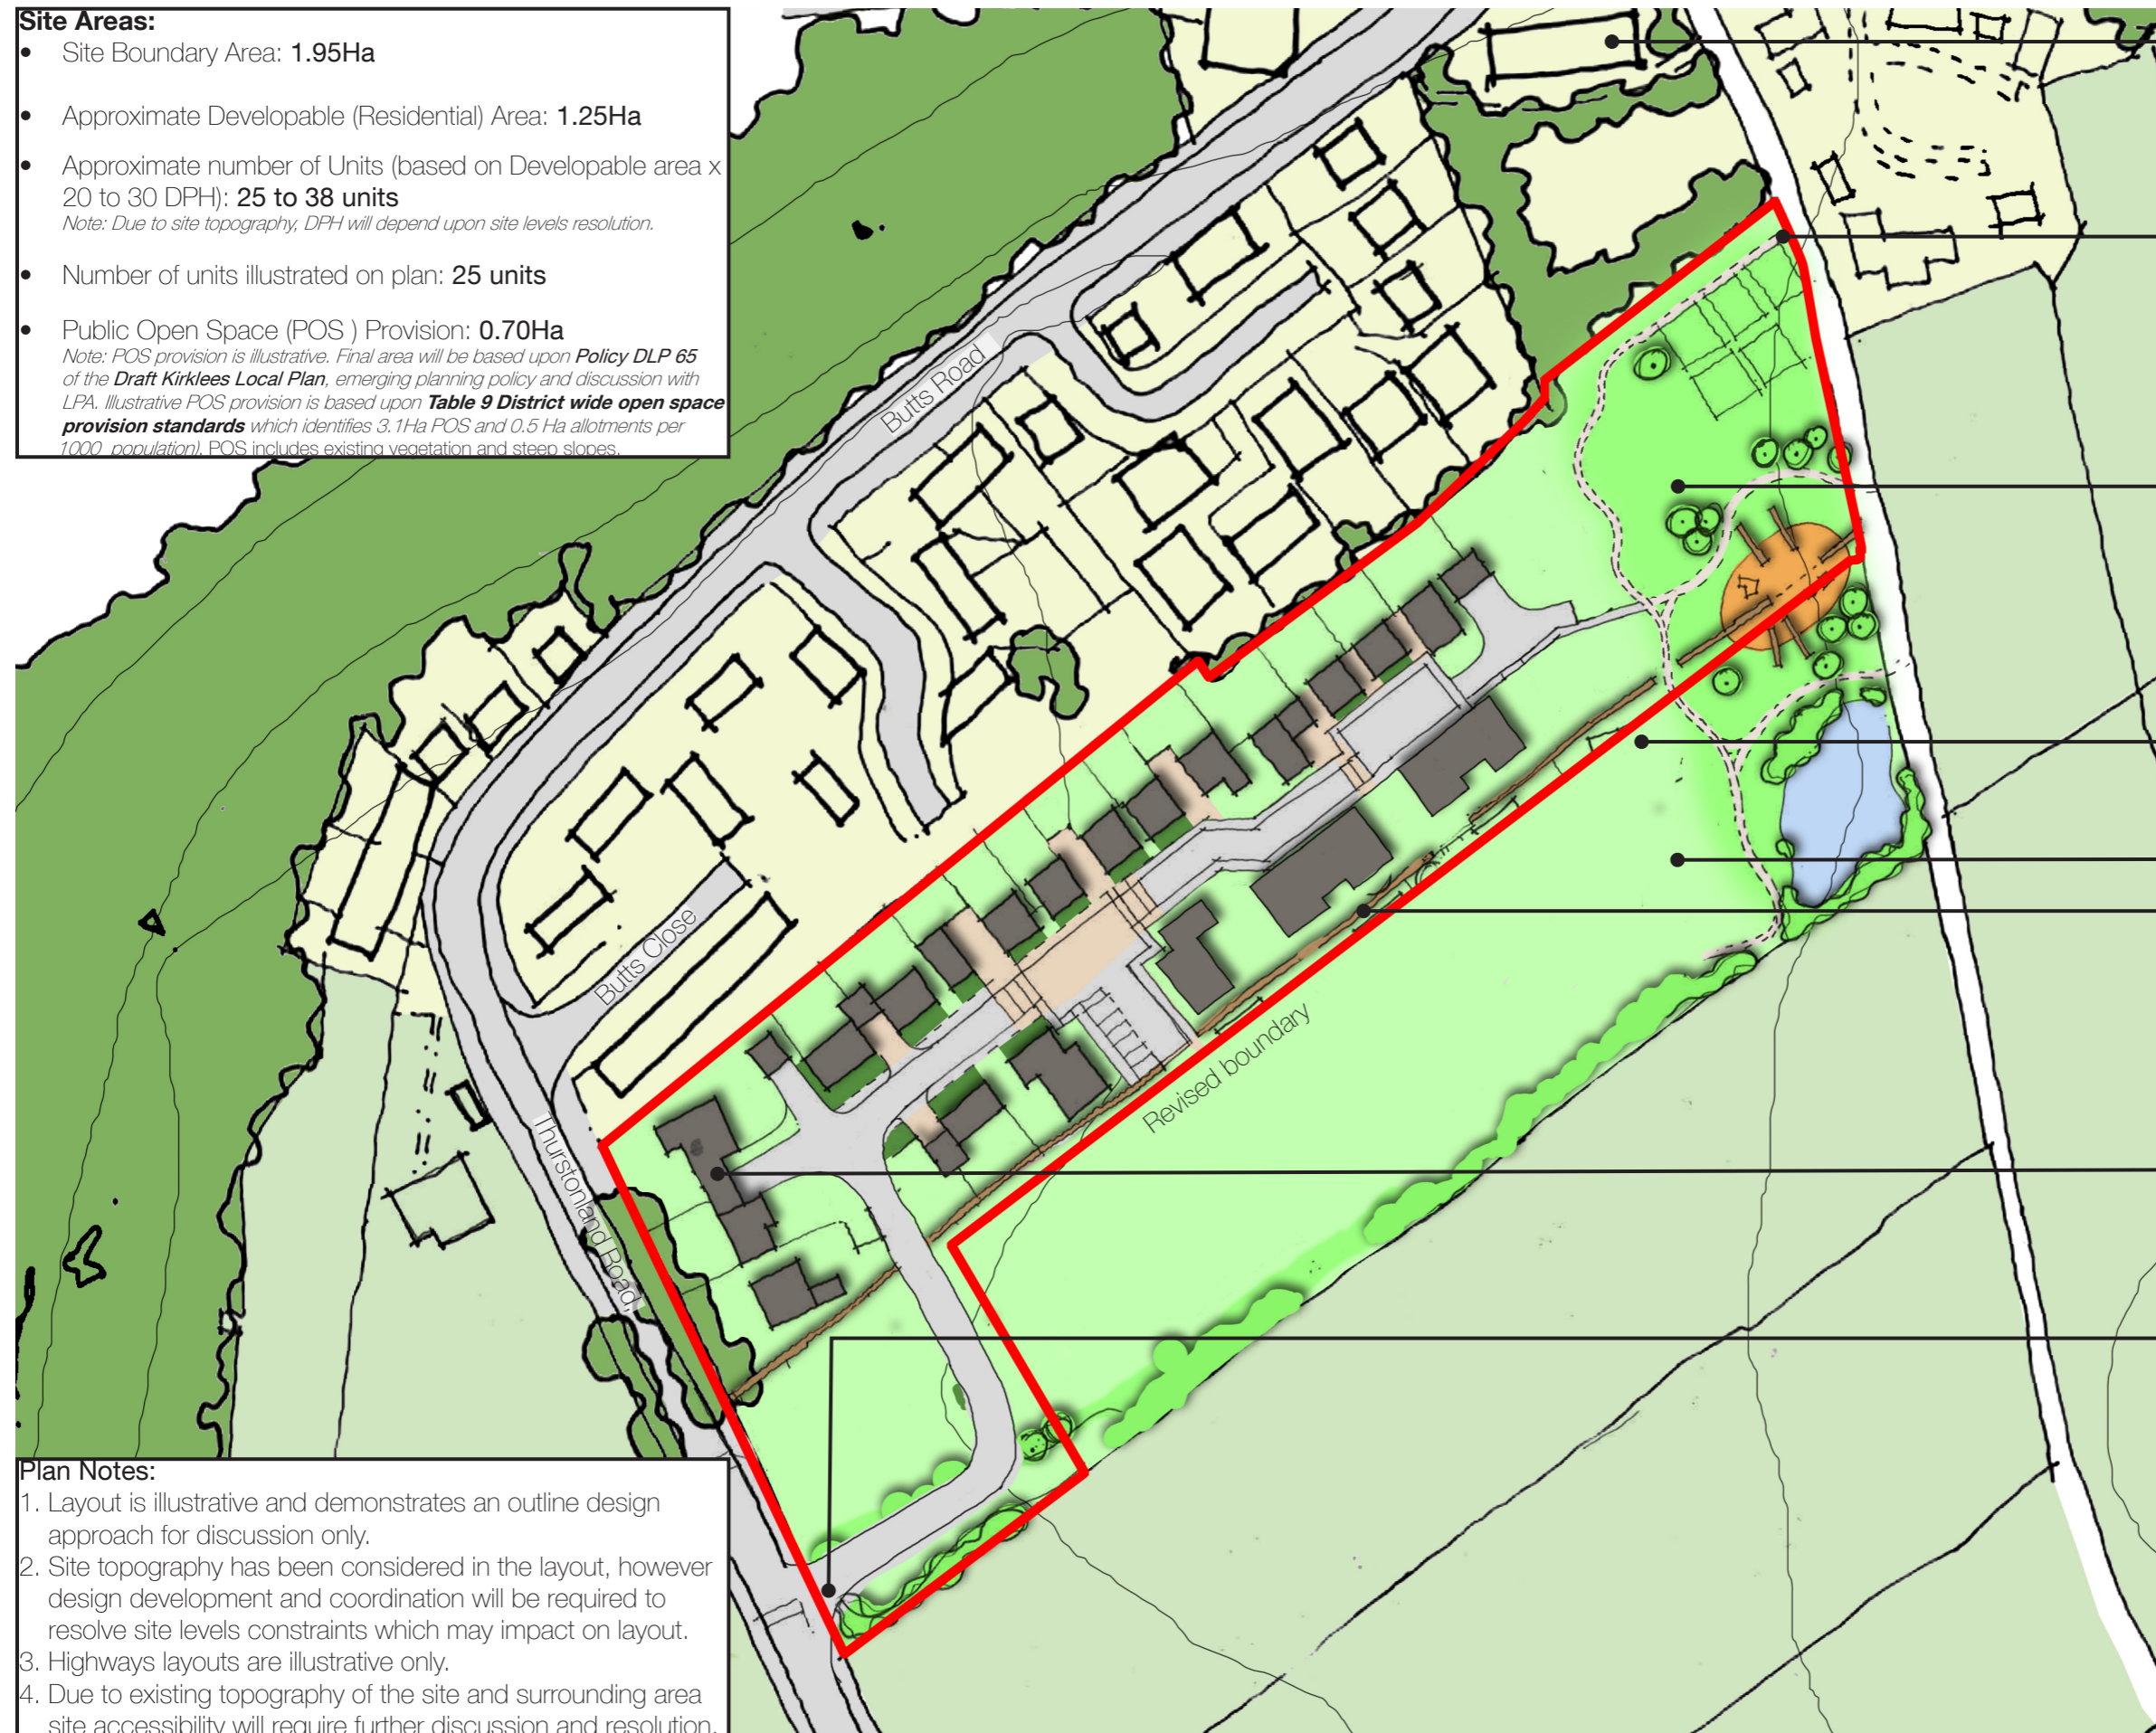 Site Areas:
• Site Boundary Area: 1.95Ha
• Approximate Developable (Residential) Area: 1.25Ha
• Approximate number of Units (based on Developable area x
20 to 30 DPH): 25 to 38 units
Note: Due to site topography, DPH will depend upon site levels resolution.
• Number of units illustrated on plan: 25 units
• Public Open Space (POS ) Provision: 0.70Ha
Note: POS provision is illustrative. Final area will be based upon Policy DLP 65
of the Draft Kirklees Local Plan, emerging planning policy and discussion with
LPA. Illustrative POS provision is based upon Table 9 District wide open space
provision standards which identifies 3.1Ha POS and 0.5 Ha allotments per
1000 population). POS includes existing vegetation and steep slopes.
Butts Road
Butts Close
Revised boundary
Thurstonland Road
Plan Notes:
1. Layout is illustrative and demonstrates an outline design
approach for discussion only.
2. Site topography has been considered in the layout, however
design development and coordination will be required to
resolve site levels constraints which may impact on layout.
3. Highways layouts are illustrative only.
4. Due to existing topography of the site and surrounding area
site accessibility will require further discussion and resolution.